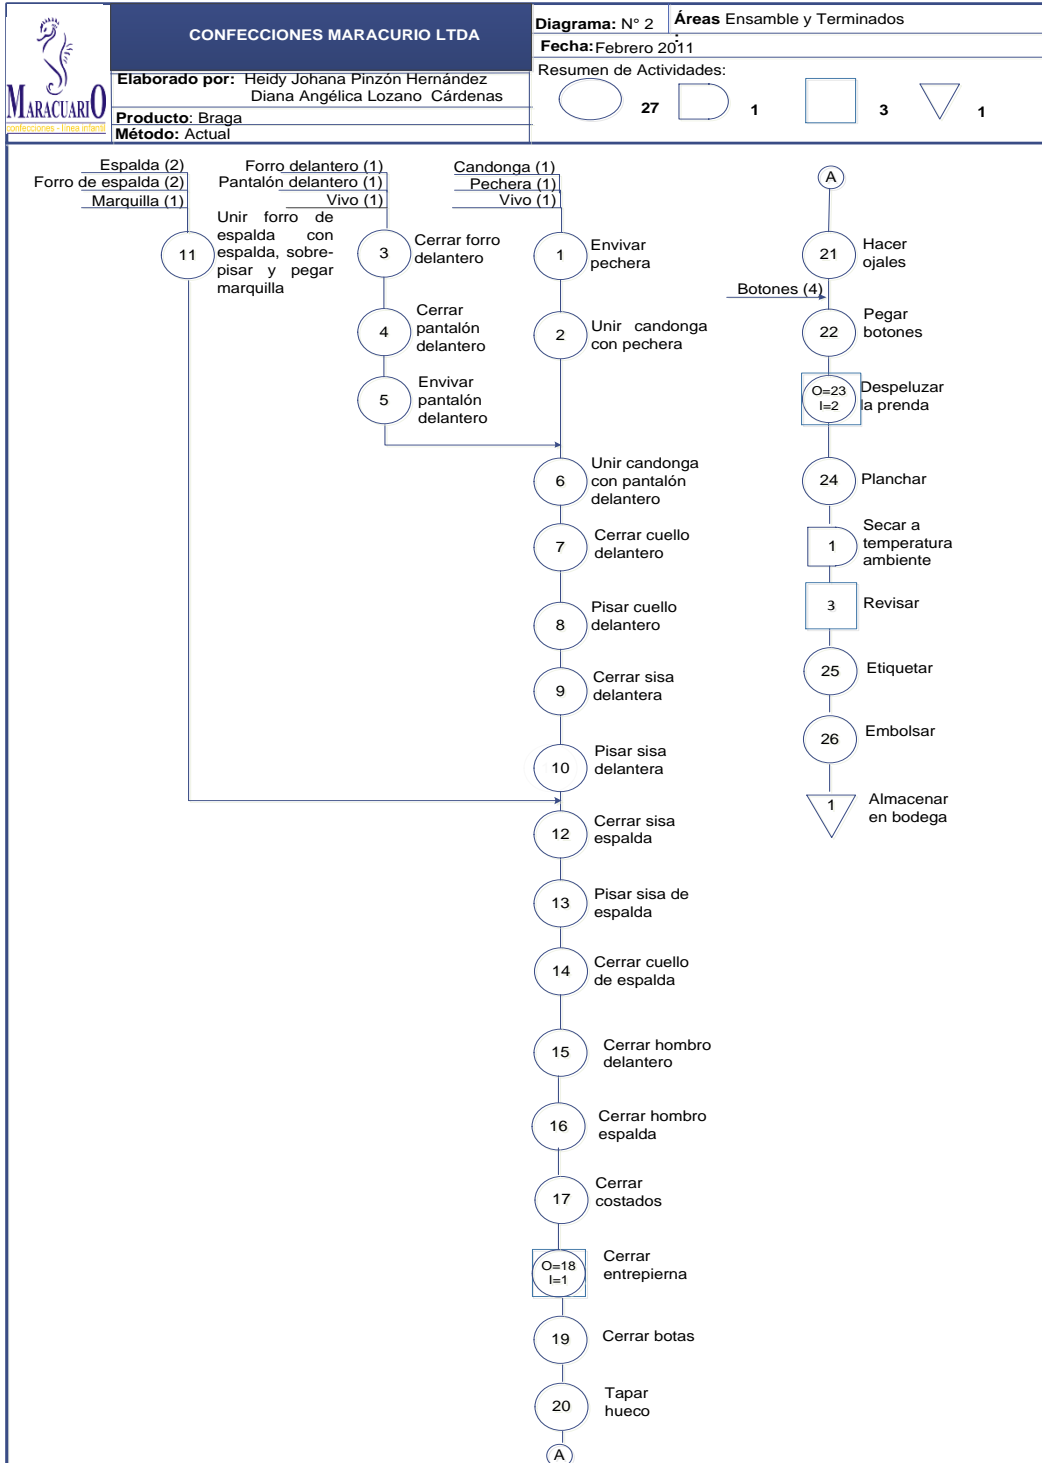 MARACUARIO
confecciones - linea infantil
CONFECCIONES MARACURIO LTDA
Elaborado por: Heidy Johana Pinzón Hernández
Diana Angélica Lozano Cárdenas
Producto: Braga
Método: Actual
Diagrama: N° 2
Áreas Ensamble y Terminados
:
Fecha: Febrero 2011
Resumen de Actividades:
27
1
3
1
Espalda (2)
Forro de espalda (2)
Marquilla (1)
11
Unir forro de
espalda con
espalda, sobre-
pisar y pegar
marquilla
Forro delantero (1)
Pantalón delantero (1)
Vivo (1)
3
Cerrar forro
delantero
4
Cerrar
pantalón
delantero
5
Envivar
pantalón
delantero
Candonga (1)
Pechera (1)
Vivo (1)
1
Envivar
pechera
2
Unir candonga
con pechera
6
Unir candonga
con pantalón
delantero
7
Cerrar cuello
delantero
8
Pisar cuello
delantero
9
Cerrar sisa
delantera
10
Pisar sisa
delantera
12
Cerrar sisa
espalda
13
Pisar sisa de
espalda
14
Cerrar cuello
de espalda
15
Cerrar hombro
delantero
16
Cerrar hombro
espalda
17
Cerrar
costados
O=18
I=1
Cerrar
entrepierna
19
Cerrar botas
20
Tapar
hueco
A
A
21
Hacer
ojales
Botones (4)
22
Pegar
botones
O=23
I=2
Despeluzar
la prenda
24
Planchar
1
Secar a
temperatura
ambiente
3
Revisar
25
Etiquetar
26
Embolsar
1
Almacenar
en bodega